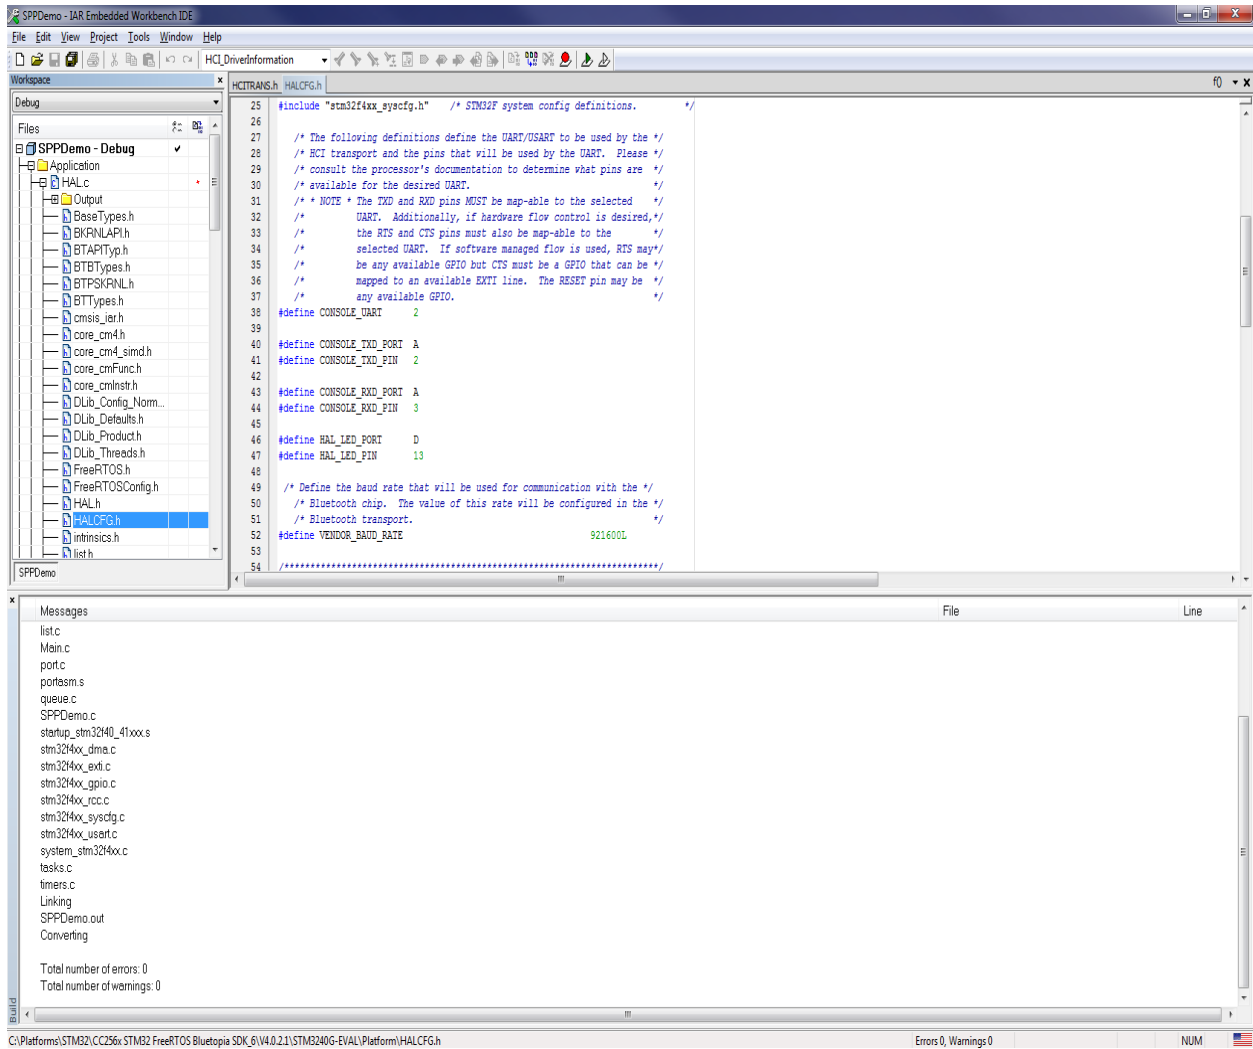 SPPDemo - IAR Embedded Workbench IDE
File Edit View Project Tools Window Help
HCI_DriverInformation
Workspace
Debug
Files
SPPDemo - Debug
Application
HAL.c
Output
BaseTypes.h
BKRNLAPI.h
BTAPITyp.h
BTBTypes.h
BTPSKRNL.h
BTTypes.h
cmsis_iar.h
core_cm4.h
core_cm4_simd.h
core_cmFunc.h
core_cmInstr.h
DLib_Config_Norm...
DLib_Defaults.h
DLib_Product.h
DLib_Threads.h
FreeRTOS.h
FreeRTOSConfig.h
HAL.h
HALCFG.h
intrinsics.h
list.h
SPPDemo
HCITRANS.h HALCFG.h
f()
25 #include "stm32f4xx_syscfg.h" /* STM32F system config definitions. */
26
27 /* The following definitions define the UART/USART to be used by the */
28 /* HCI transport and the pins that will be used by the UART. Please */
29 /* consult the processor's documentation to determine what pins are */
30 /* available for the desired UART. */
31 /* * NOTE * The TXD and RXD pins MUST be map-able to the selected */
32 /* UART. Additionally, if hardware flow control is desired,*/
33 /* the RTS and CTS pins must also be map-able to the */
34 /* selected UART. If software managed flow is used, RTS may*/
35 /* be any available GPIO but CTS must be a GPIO that can be */
36 /* mapped to an available EXTI line. The RESET pin may be */
37 /* any available GPIO. */
38 #define CONSOLE_UART 2
39
40 #define CONSOLE_TXD_PORT A
41 #define CONSOLE_TXD_PIN 2
42
43 #define CONSOLE_RXD_PORT A
44 #define CONSOLE_RXD_PIN 3
45
46 #define HAL_LED_PORT D
47 #define HAL_LED_PIN 13
48
49 /* Define the baud rate that will be used for communication with the */
50 /* Bluetooth chip. The value of this rate will be configured in the */
51 /* Bluetooth transport. */
52 #define VENDOR_BAUD_RATE 921600L
53
54 /************************************************************************/
Messages File Line
list.c
Main.c
port.c
portasm.s
queue.c
SPPDemo.c
startup_stm32f40_41xxx.s
stm32f4xx_dma.c
stm32f4xx_exti.c
stm32f4xx_gpio.c
stm32f4xx_rcc.c
stm32f4xx_syscfg.c
stm32f4xx_usart.c
system_stm32f4xx.c
tasks.c
timers.c
Linking
SPPDemo.out
Converting
Total number of errors: 0
Total number of warnings: 0
Build
C:\Platforms\STM32\CC256x STM32 FreeRTOS Bluetopia SDK_6\V4.0.2.1\STM3240G-EVAL\Platform\HALCFG.h Errors 0, Warnings 0 NUM